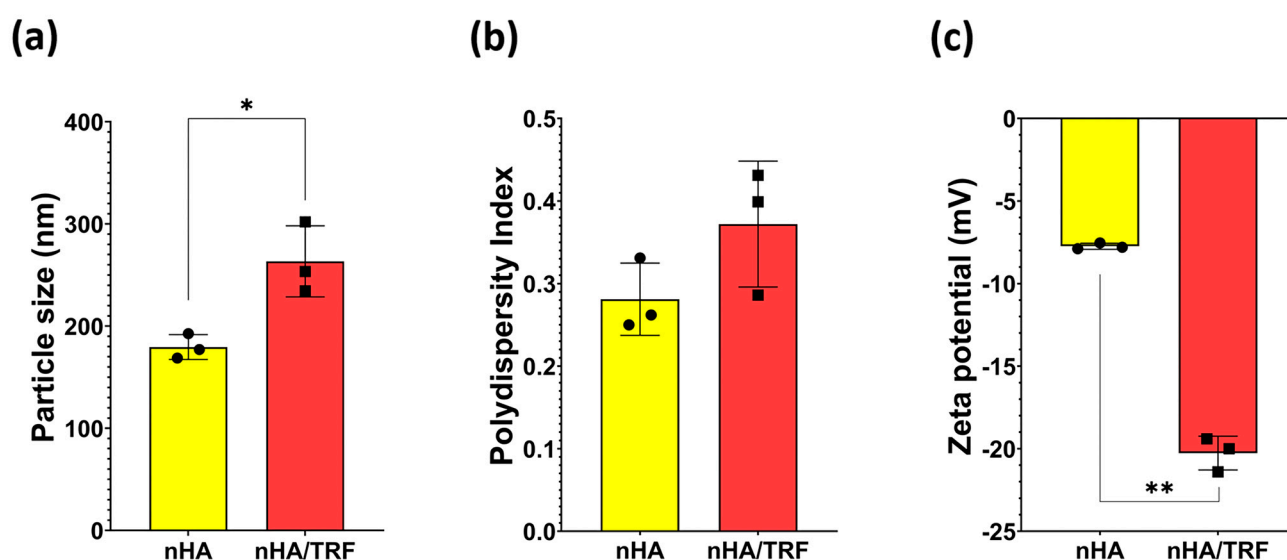 (a)
(b)
(c)
Particle size (nm)
400
300
200
100
0
*
nHA
nHA/TRF
Polydispersity Index
0.5
0.4
0.3
0.2
0.1
0.0
nHA
nHA/TRF
Zeta potential (mV)
0
-5
-10
-15
-20
-25
**
nHA
nHA/TRF